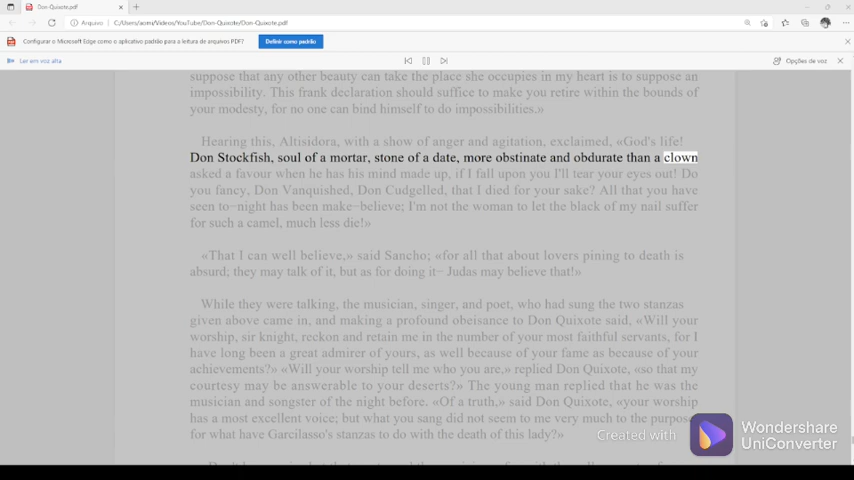 Don-Quixote.pdf
Arquivo | C:/Users/acens/Videos/YouTube/Don-Quixote/Don-Quixote.pdf
Configurar o Microsoft Edge como o aplicativo padrão para a leitura de arquivos PDF? Definir como padrão
Ler em voz alta Opções de voz
suppose that any other beauty can take the place she occupies in my heart is to suppose an
impossibility. This frank declaration should suffice to make you retire within the bounds of
your modesty, for no one can bind himself to do impossibilities.»
Hearing this, Altisidora, with a show of anger and agitation, exclaimed, «God's life!
Don Stockfish, soul of a mortar, stone of a date, more obstinate and obdurate than a clown
asked a favour when he has his mind made up, if I fall upon you I'll tear your eyes out! Do
you fancy, Don Vanquished, Don Cudgelled, that I died for your sake? All that you have
seen to−night has been make−believe; I'm not the woman to let the black of my nail suffer
for such a camel, much less die!»
«That I can well believe,» said Sancho; «for all that about lovers pining to death is
absurd; they may talk of it, but as for doing it− Judas may believe that!»
While they were talking, the musician, singer, and poet, who had sung the two stanzas
given above came in, and making a profound obeisance to Don Quixote said, «Will your
worship, sir knight, reckon and retain me in the number of your most faithful servants, for I
have long been a great admirer of yours, as well because of your fame as because of your
achievements?» «Will your worship tell me who you are,» replied Don Quixote, «so that my
courtesy may be answerable to your deserts?» The young man replied that he was the
musician and songster of the night before. «Of a truth,» said Don Quixote, «your worship
has a most excellent voice; but what you sang did not seem to me very much to the purpose;
for what have Garcilasso's stanzas to do with the death of this lady?»
Created with Wondershare
UniConverter